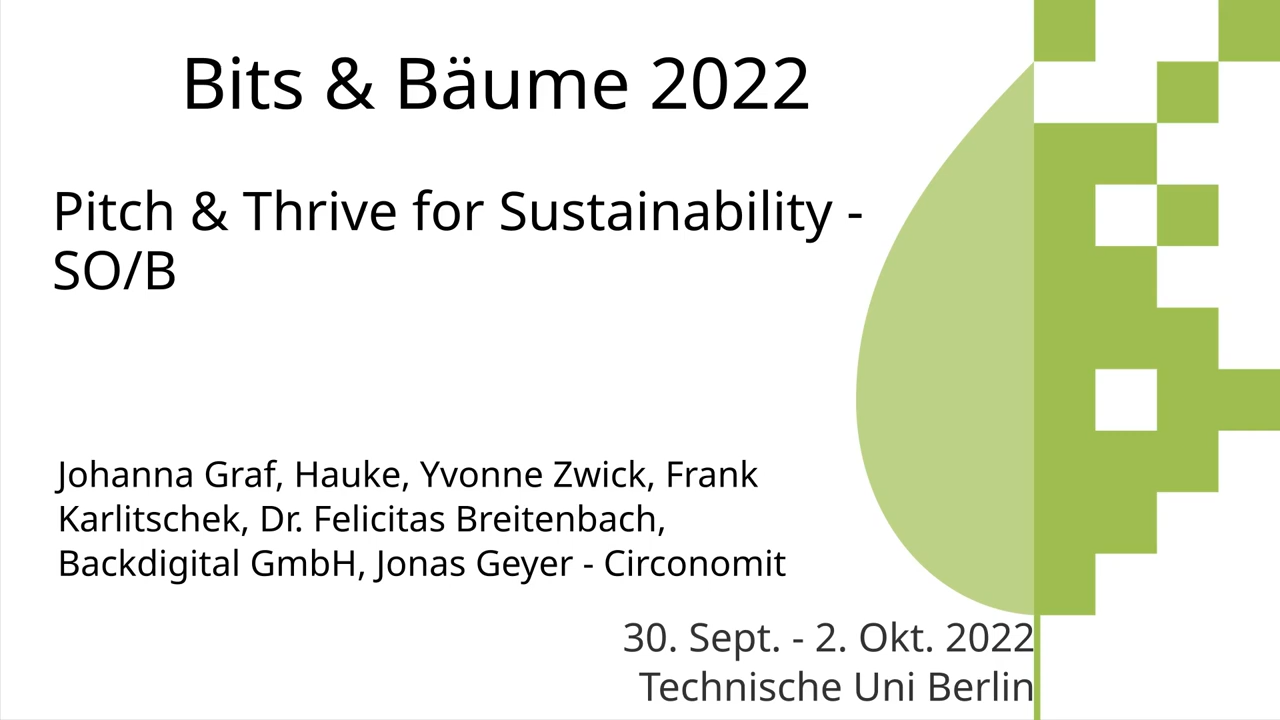 Bits & Bäume 2022
Pitch & Thrive for Sustainability -
SO/B
Johanna Graf, Hauke, Yvonne Zwick, Frank
Karlitschek, Dr. Felicitas Breitenbach,
Backdigital GmbH, Jonas Geyer - Circonomit
30. Sept. - 2. Okt. 2022
Technische Uni Berlin